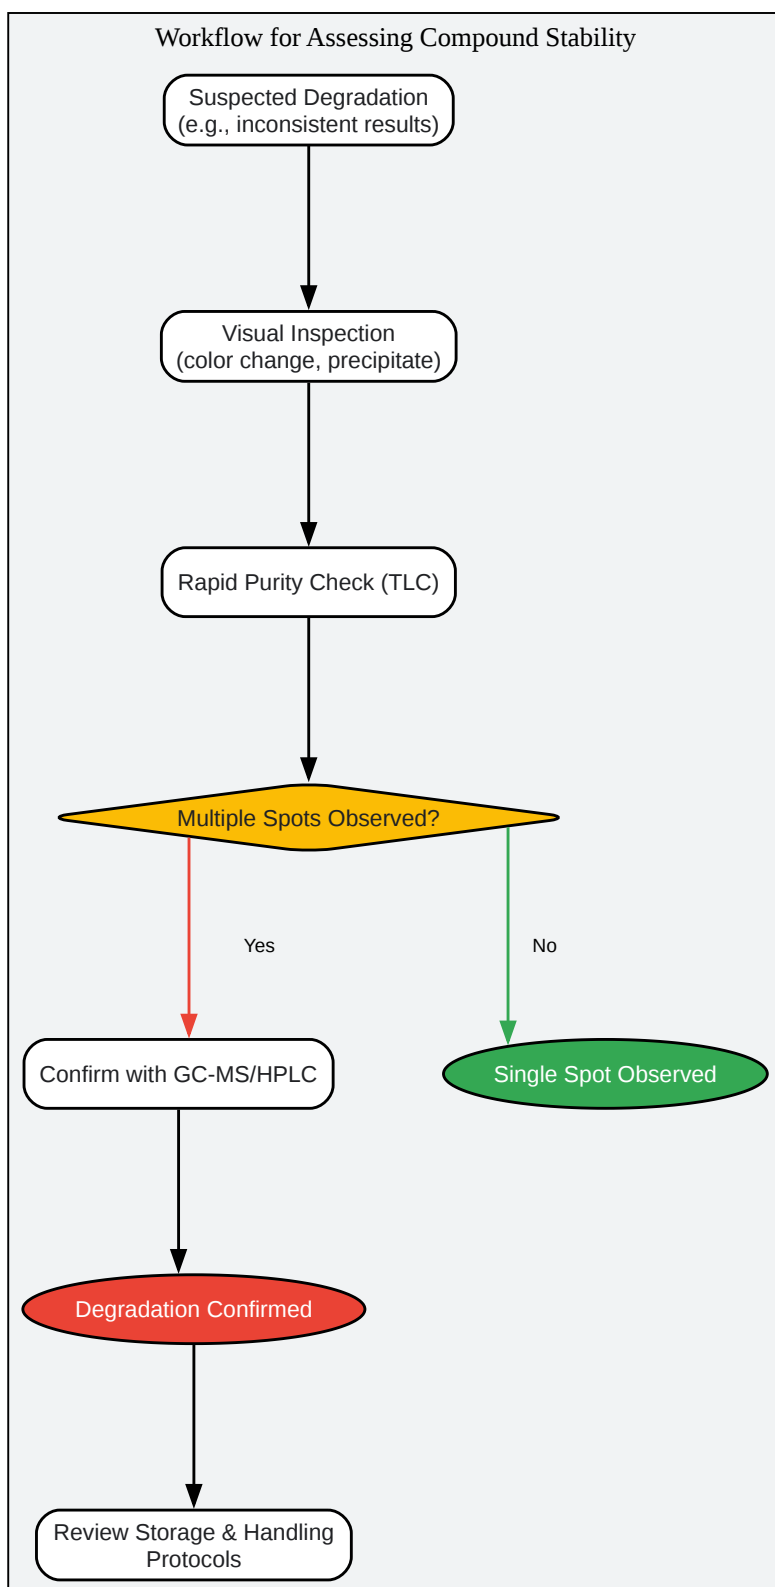 Workflow for Assessing Compound Stability
Suspected Degradation
(e.g., inconsistent results)
Visual Inspection
(color change, precipitate)
Rapid Purity Check (TLC)
Multiple Spots Observed?
Yes
No
Confirm with GC-MS/HPLC
Single Spot Observed
Degradation Confirmed
Review Storage & Handling
Protocols